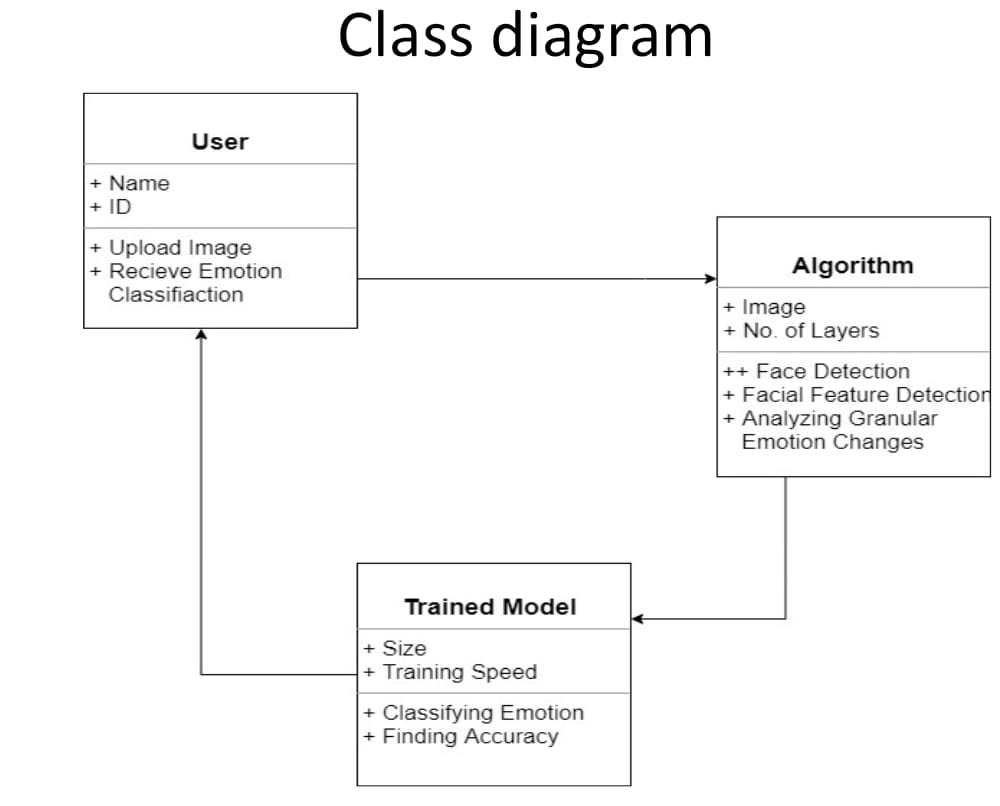 Class diagram
User
+ Name
+ ID
+ Upload Image
+ Recieve Emotion
Classifiaction
Algorithm
+ Image
+ No. of Layers
++ Face Detection
+ Facial Feature Detection
+ Analyzing Granular
Emotion Changes
Trained Model
+ Size
+ Training Speed
+ Classifying Emotion
+ Finding Accuracy